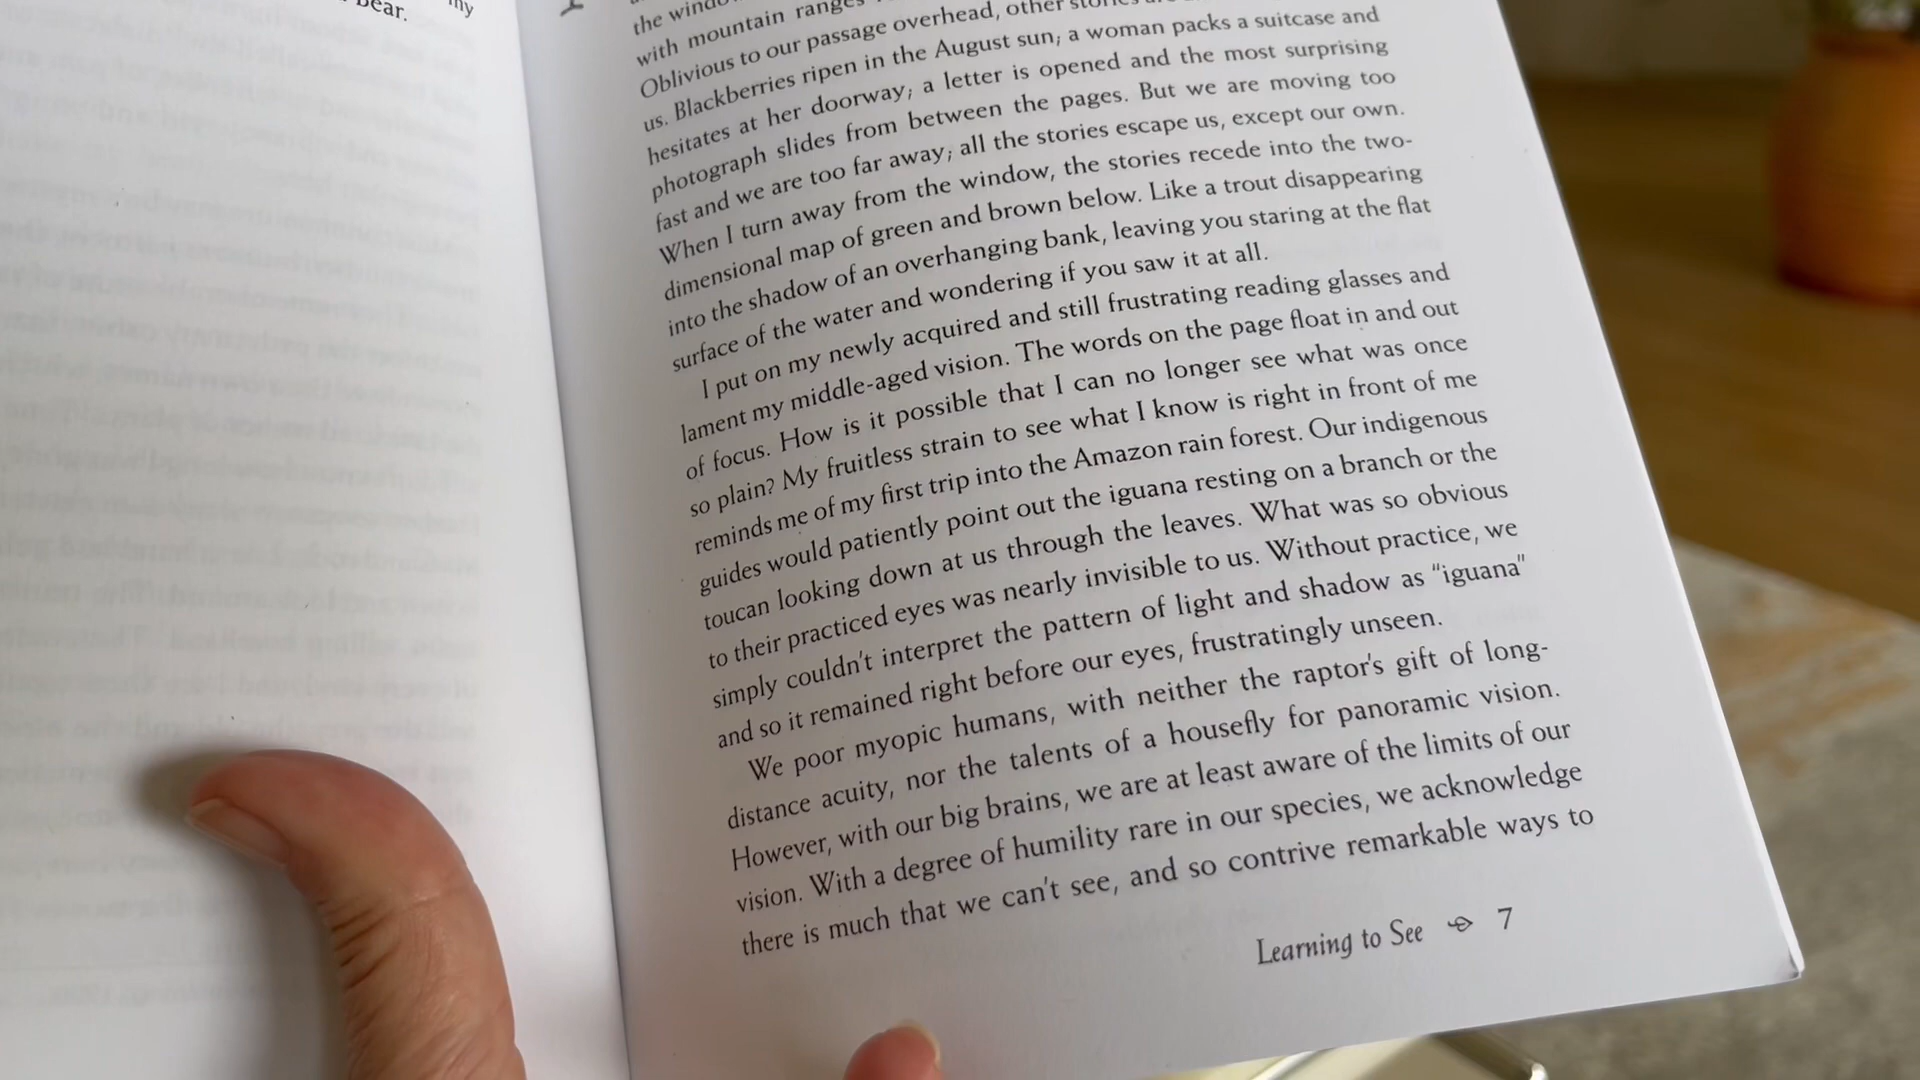 my
bear.
the window
with mountain ranges
Oblivious to our passage overhead, other stories are
us. Blackberries ripen in the August sun; a woman packs a suitcase and
hesitates at her doorway; a letter is opened and the most surprising
photograph slides from between the pages. But we are moving too
fast and we are too far away; all the stories escape us, except our own.
When I turn away from the window, the stories recede into the two-
dimensional map of green and brown below. Like a trout disappearing
into the shadow of an overhanging bank, leaving you staring at the flat
surface of the water and wondering if you saw it at all.
I put on my newly acquired and still frustrating reading glasses and
lament my middle-aged vision. The words on the page float in and out
of focus. How is it possible that I can no longer see what was once
so plain? My fruitless strain to see what I know is right in front of me
reminds me of my first trip into the Amazon rain forest. Our indigenous
guides would patiently point out the iguana resting on a branch or the
toucan looking down at us through the leaves. What was so obvious
to their practiced eyes was nearly invisible to us. Without practice, we
simply couldn't interpret the pattern of light and shadow as "iguana"
and so it remained right before our eyes, frustratingly unseen.
We poor myopic humans, with neither the raptor's gift of long-
distance acuity, nor the talents of a housefly for panoramic vision.
However, with our big brains, we are at least aware of the limits of our
vision. With a degree of humility rare in our species, we acknowledge
there is much that we can't see, and so contrive remarkable ways to
Learning to See 7